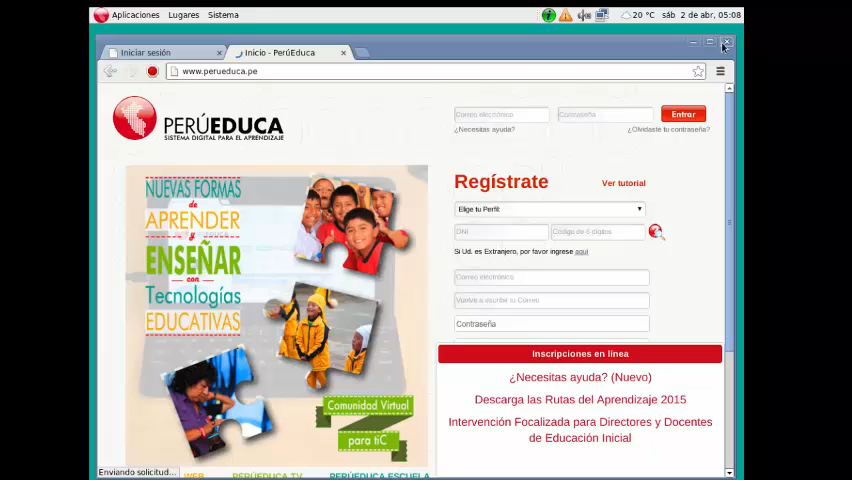 Aplicaciones Lugares Sistema
20 °C sáb 2 de abr, 05:08
Iniciar sesión
Inicio - PerúEduca
www.perueduca.pe
PERÚEDUCA
SISTEMA DIGITAL PARA EL APRENDIZAJE
Correo electrónico
Contraseña
Entrar
¿Necesitas ayuda?
¿Olvidaste tu contraseña?
NUEVAS FORMAS
de
APRENDER
y
ENSEÑAR
con
Tecnologías
EDUCATIVAS
Comunidad Virtual
para tiC
Regístrate
Ver tutorial
Elige tu Perfil:
DNI
Código de 6 dígitos
Si Ud. es Extranjero, por favor ingrese aquí
Correo electrónico
Vuelve a escribir tu Correo
Contraseña
Inscripciones en línea
¿Necesitas ayuda? (Nuevo)
Descarga las Rutas del Aprendizaje 2015
Intervención Focalizada para Directores y Docentes
de Educación Inicial
Enviando solicitud...
WEB
PERÚEDUCA TV
PERÚEDUCA ESCUELA